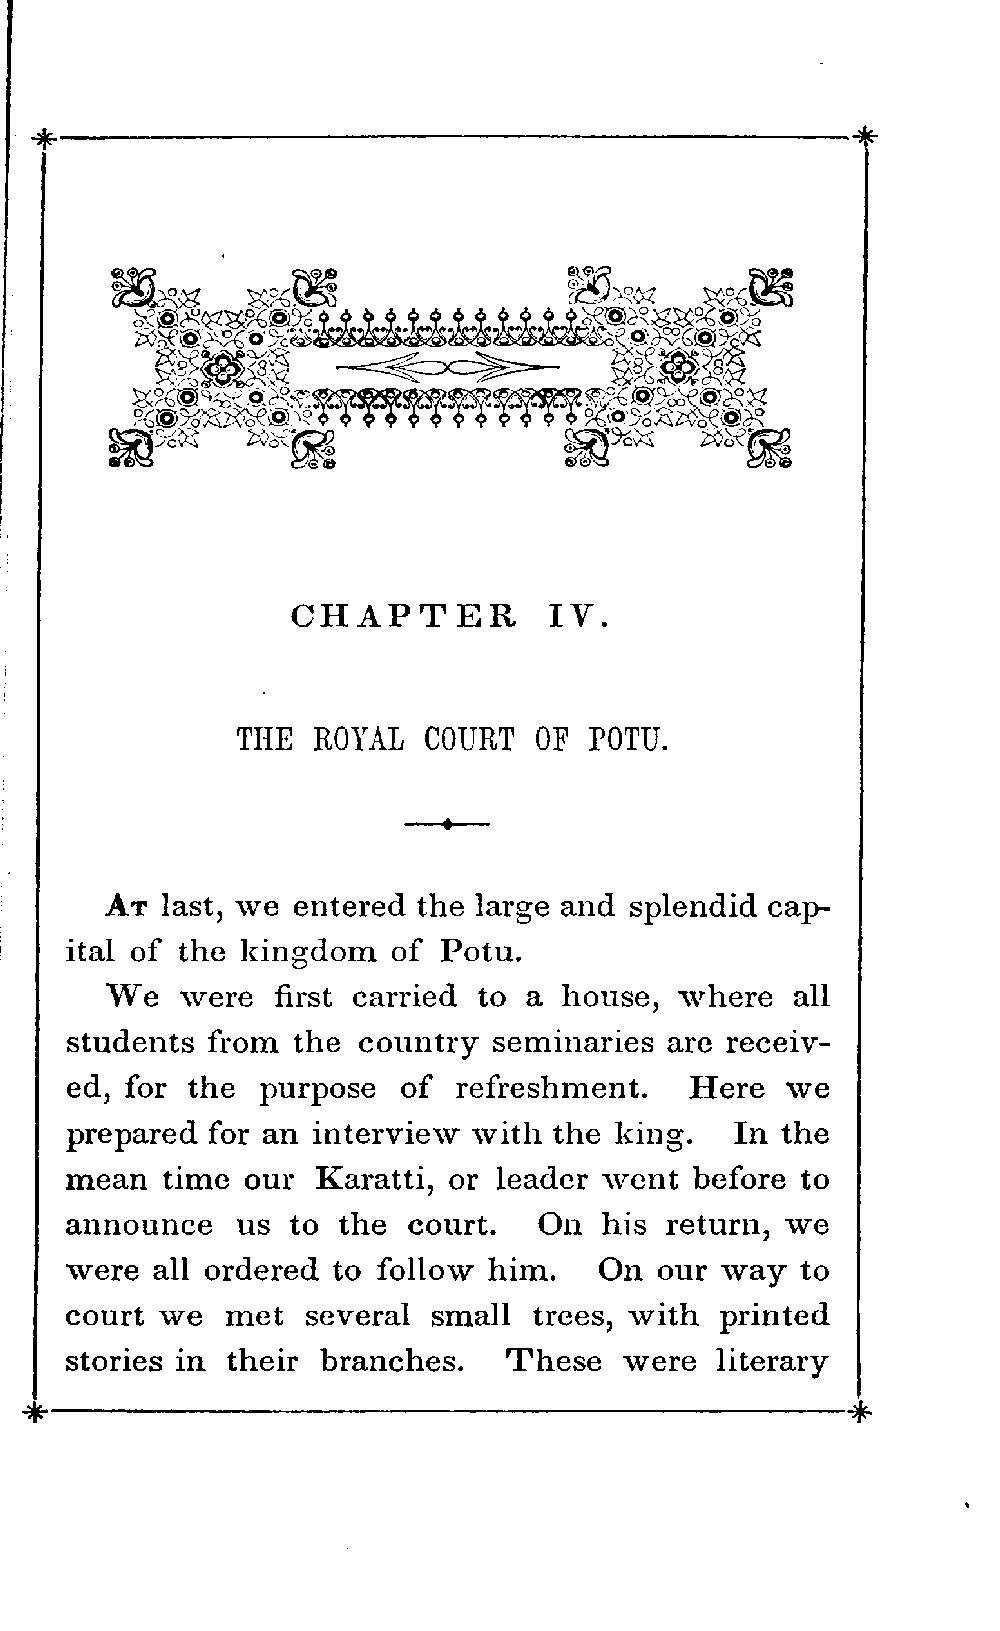 CHAPTER IV.
THE ROYAL COURT OF POTU.
AT last, we entered the large and splendid cap-
ital of the kingdom of Potu.
We were first carried to a house, where all
students from the country seminaries are receiv-
ed, for the purpose of refreshment. Here we
prepared for an interview with the king. In the
mean time our Karatti, or leader went before to
announce us to the court. On his return, we
were all ordered to follow him. On our way to
court we met several small trees, with printed
stories in their branches. These were literary